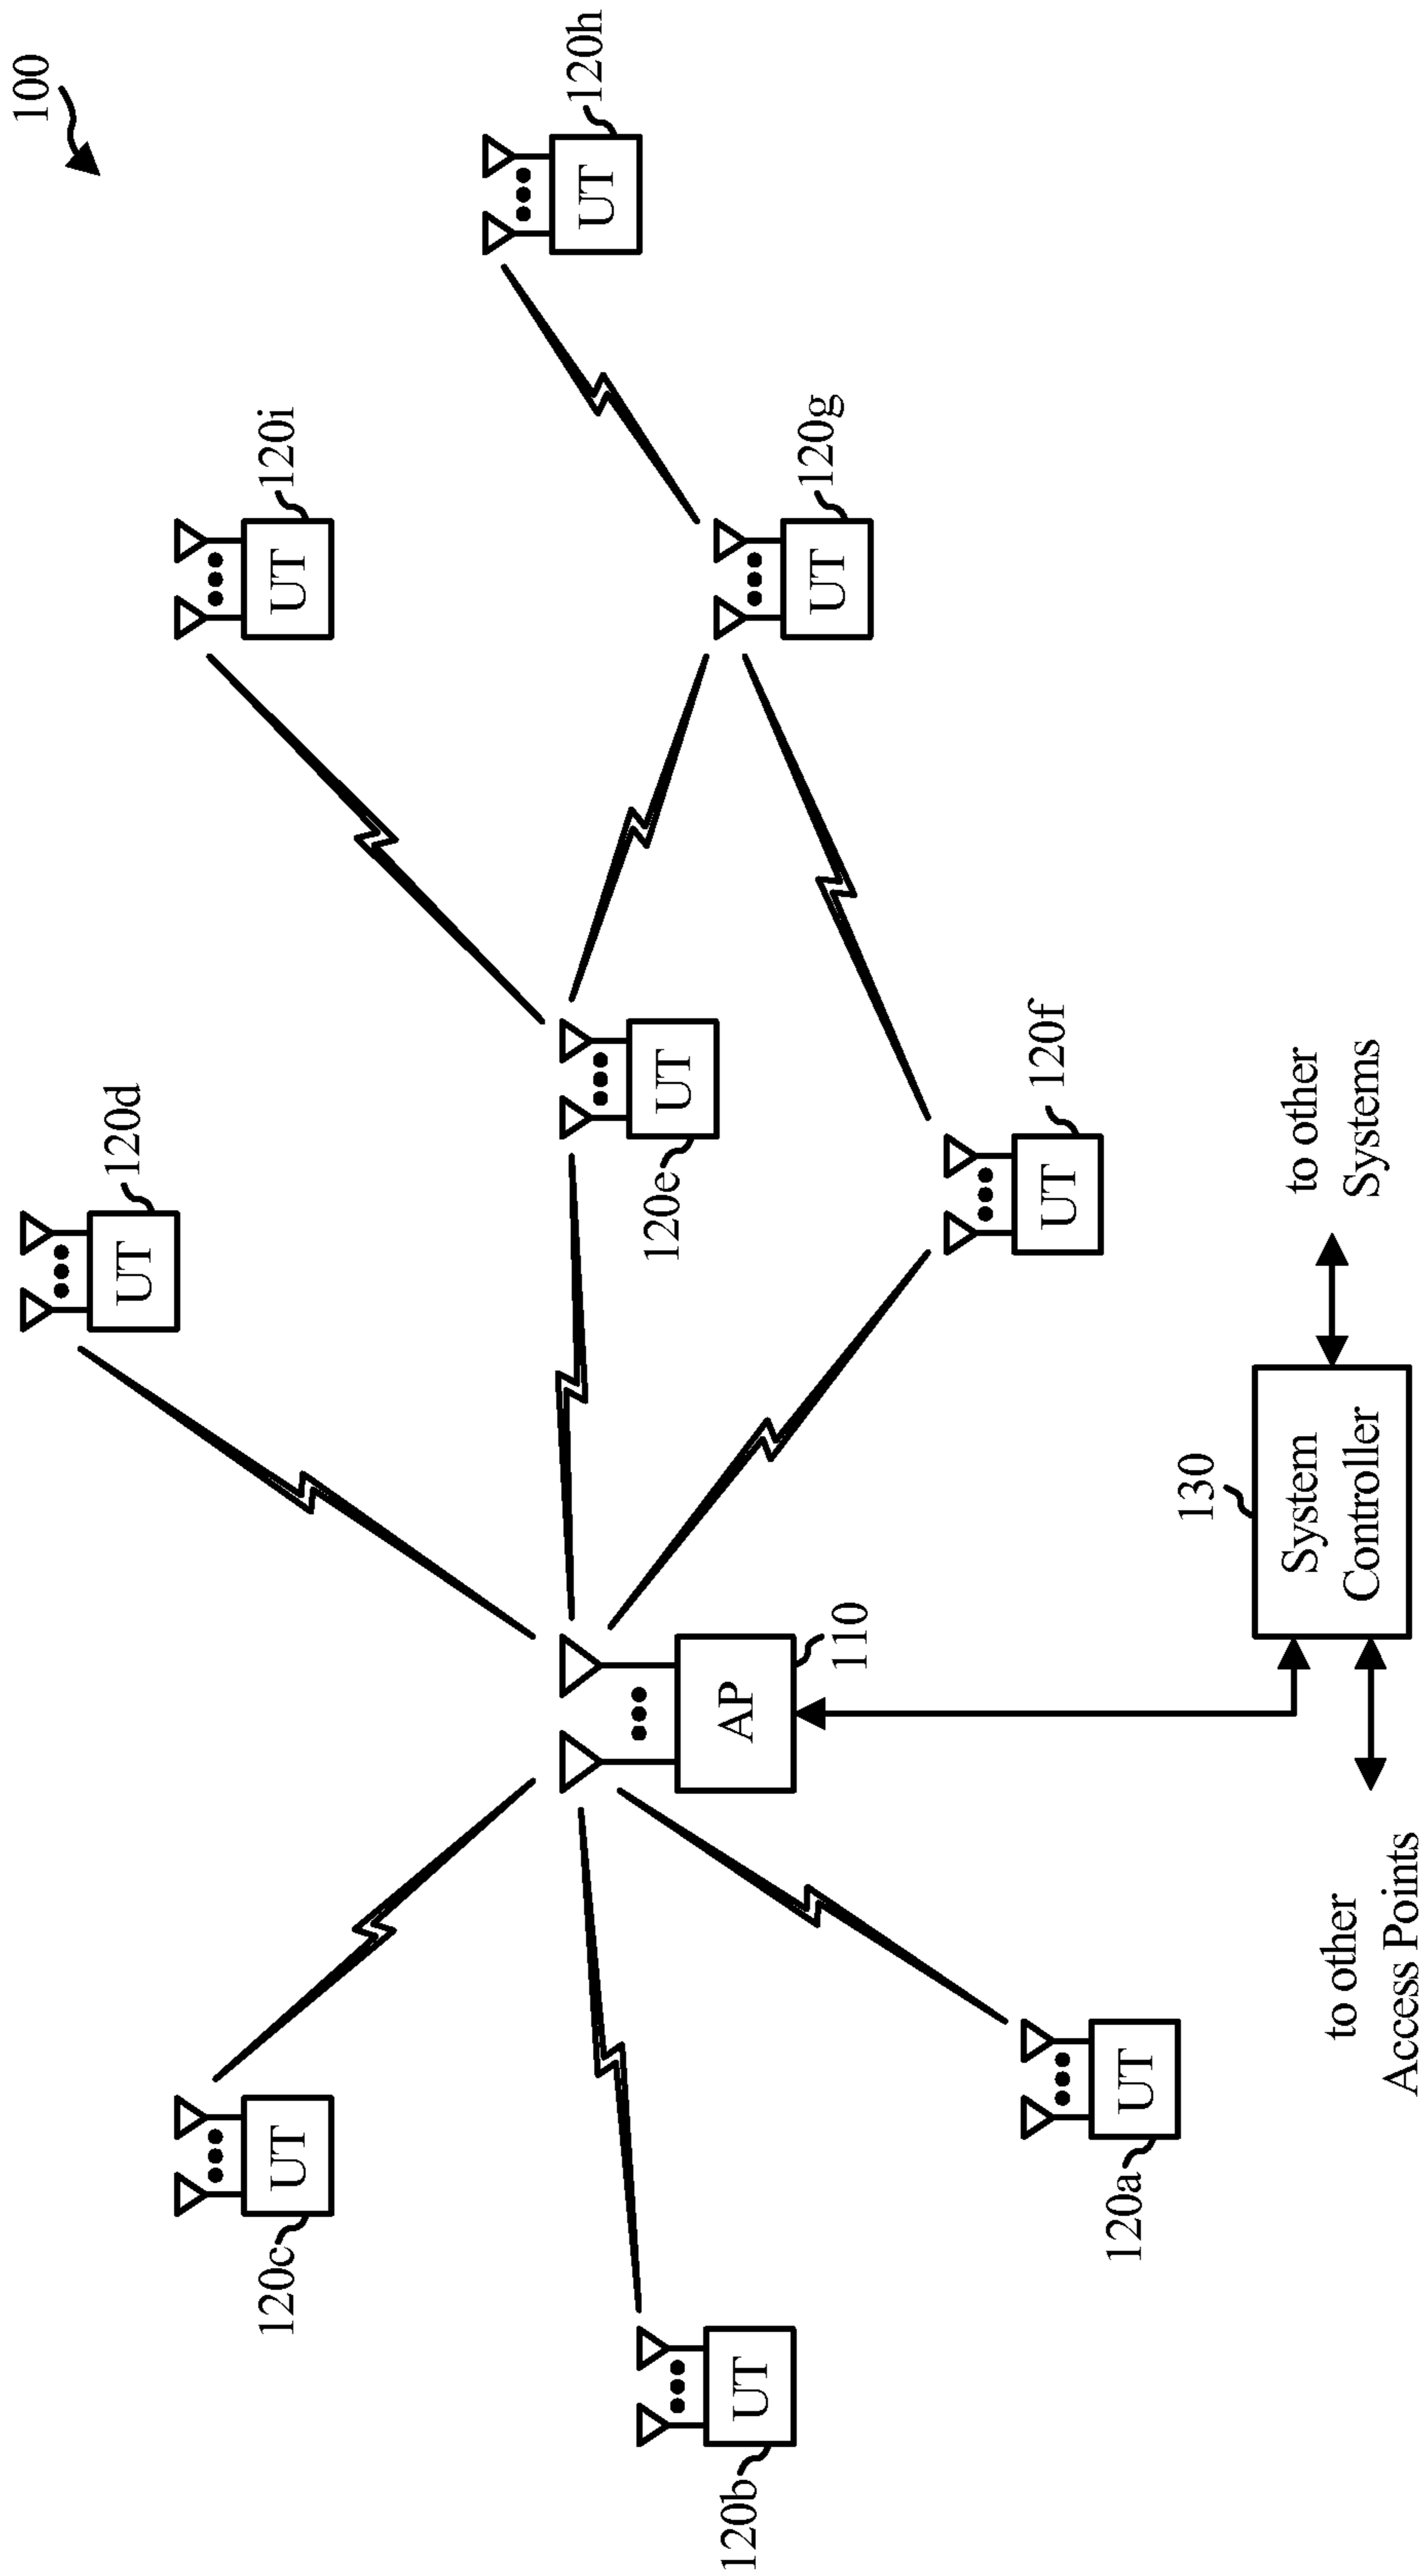 100
120d
UT
120i
UT
120c
UT
120h
UT
UT
120e
AP
110
UT
120b
UT
120g
UT
120f
UT
120a
UT
130
System
Controller
to other
Systems
to other
Access Points